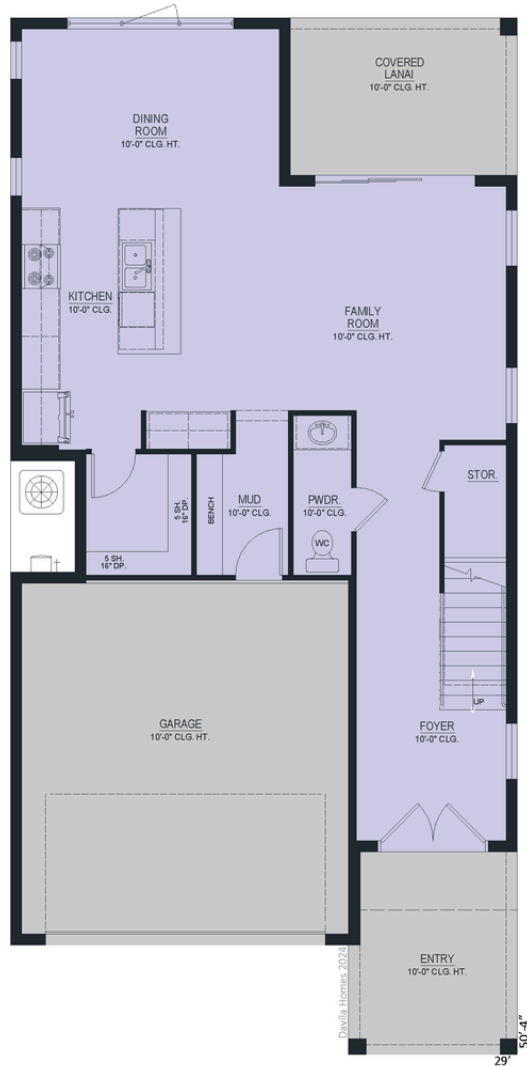 COVERED
LANAI
10'-0" CLG. HT.
DINING
ROOM
10'-0" CLG. HT.
KITCHEN
10'-0" CLG.
FAMILY
ROOM
10'-0" CLG. HT.
5 SH.
16" DP.
5 SH.
16" DP.
BENCH
MUD
10'-0" CLG.
PWDR.
10'-0" CLG.
WC
STOR.
UP
GARAGE
10'-0" CLG. HT.
FOYER
10'-0" CLG.
ENTRY
10'-0" CLG. HT.
Davila Homes 2024
50'-4"
29'